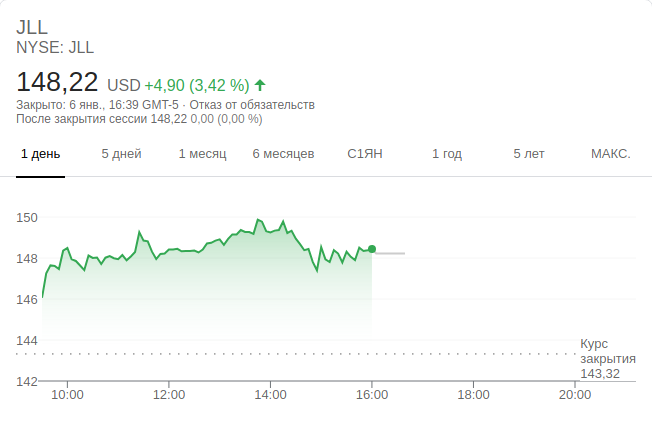 JLL
NYSE: JLL
148,22 USD +4,90 (3,42 %)
Закрыто: 6 янв., 16:39 GMT-5 · Отказ от обязательств
После закрытия сессии 148,22 0,00 (0,00 %)
1 день 5 дней 1 месяц 6 месяцев С1ЯН 1 год 5 лет МАКС.
150
148
146
144
Курс
закрытия
143,32
142
10:00 12:00 14:00 16:00 18:00 20:00